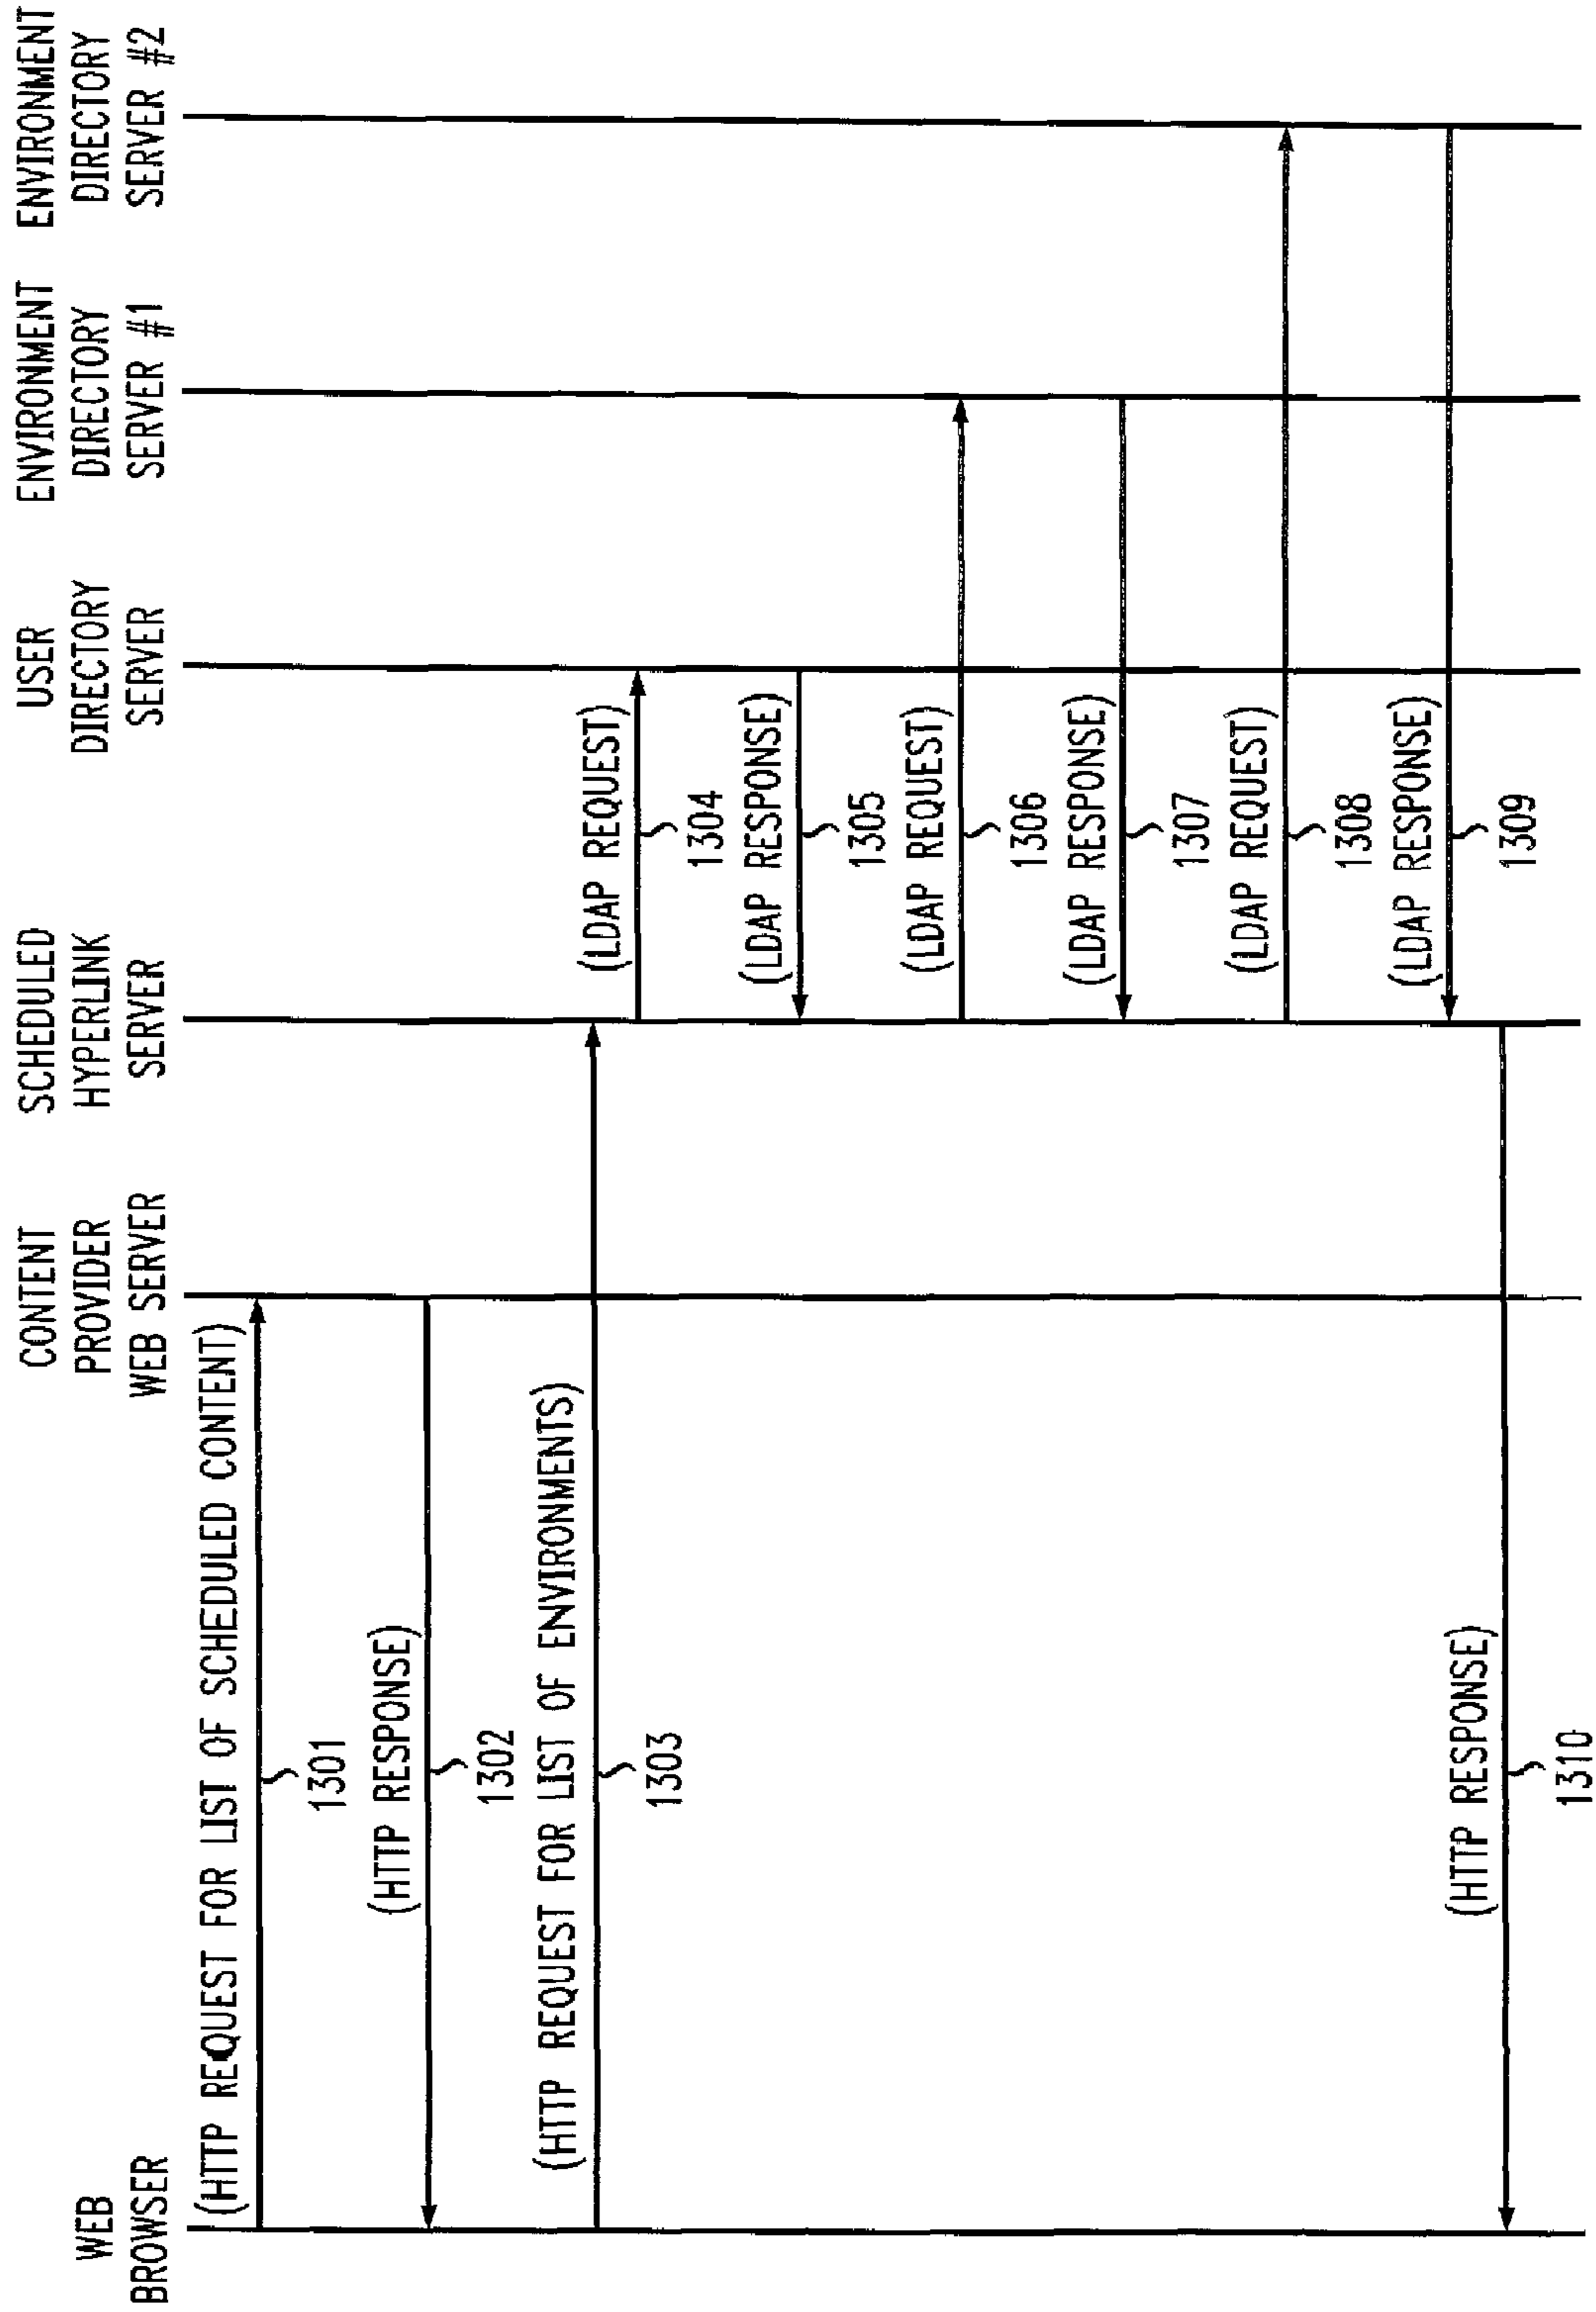 WEB
BROWSER
CONTENT
PROVIDER
WEB SERVER
SCHEDULED
HYPERLINK
SERVER
USER
DIRECTORY
SERVER
ENVIRONMENT
DIRECTORY
SERVER #1
ENVIRONMENT
DIRECTORY
SERVER #2
(HTTP REQUEST FOR LIST OF SCHEDULED CONTENT)
1301
(HTTP RESPONSE)
1302
(HTTP REQUEST FOR LIST OF ENVIRONMENTS)
1303
(LDAP REQUEST)
1304
(LDAP RESPONSE)
1305
(LDAP REQUEST)
1306
(LDAP RESPONSE)
1307
(LDAP REQUEST)
1308
(LDAP RESPONSE)
1309
(HTTP RESPONSE)
1310